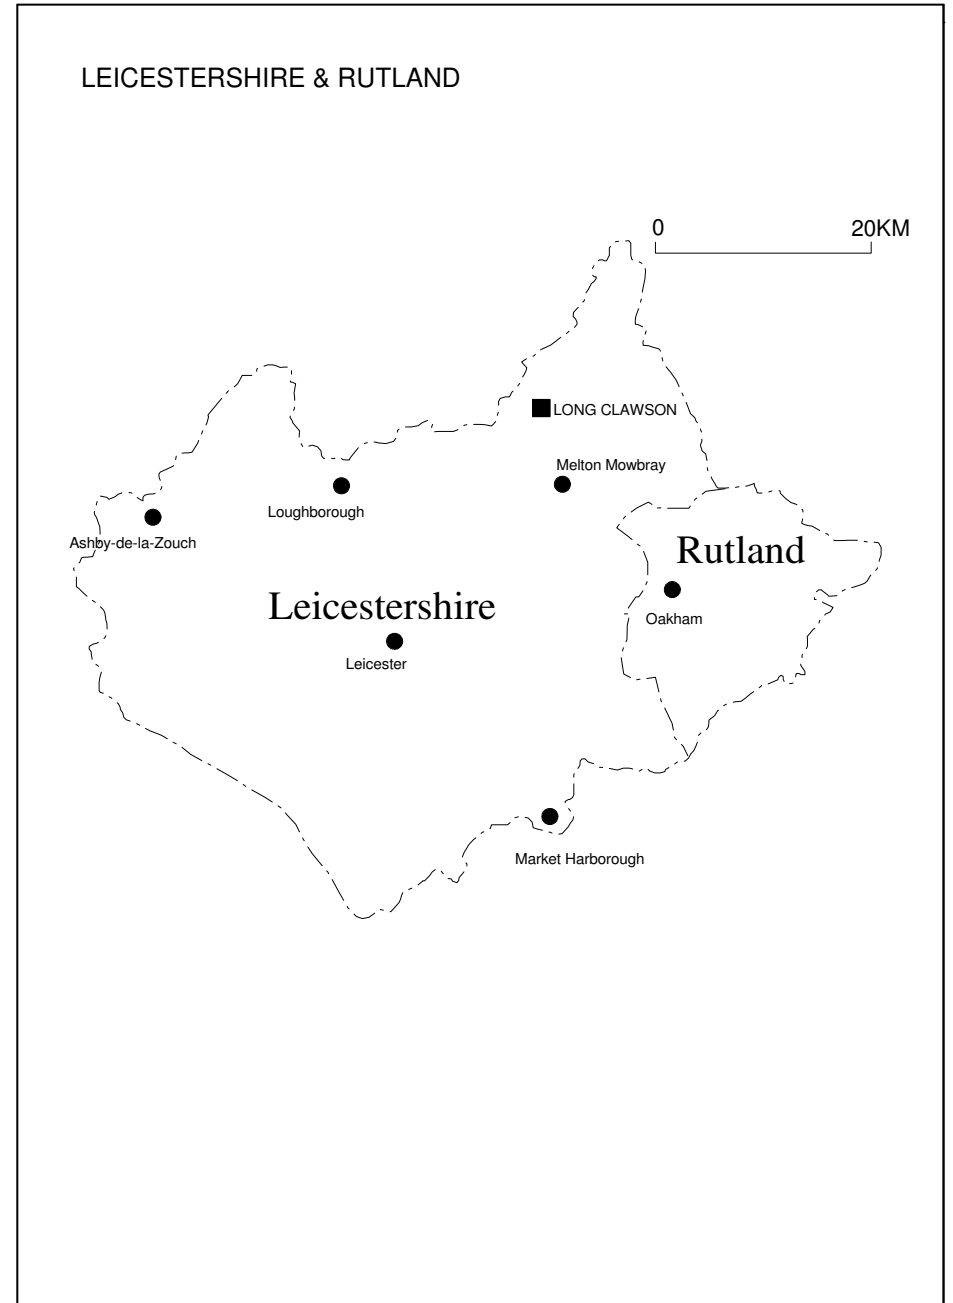 LEICESTERSHIRE & RUTLAND
0 20KM
LONG CLAWSON
Melton Mowbray
Loughborough
Ashby-de-la-Zouch
Rutland
Leicestershire
Oakham
Leicester
Market Harborough